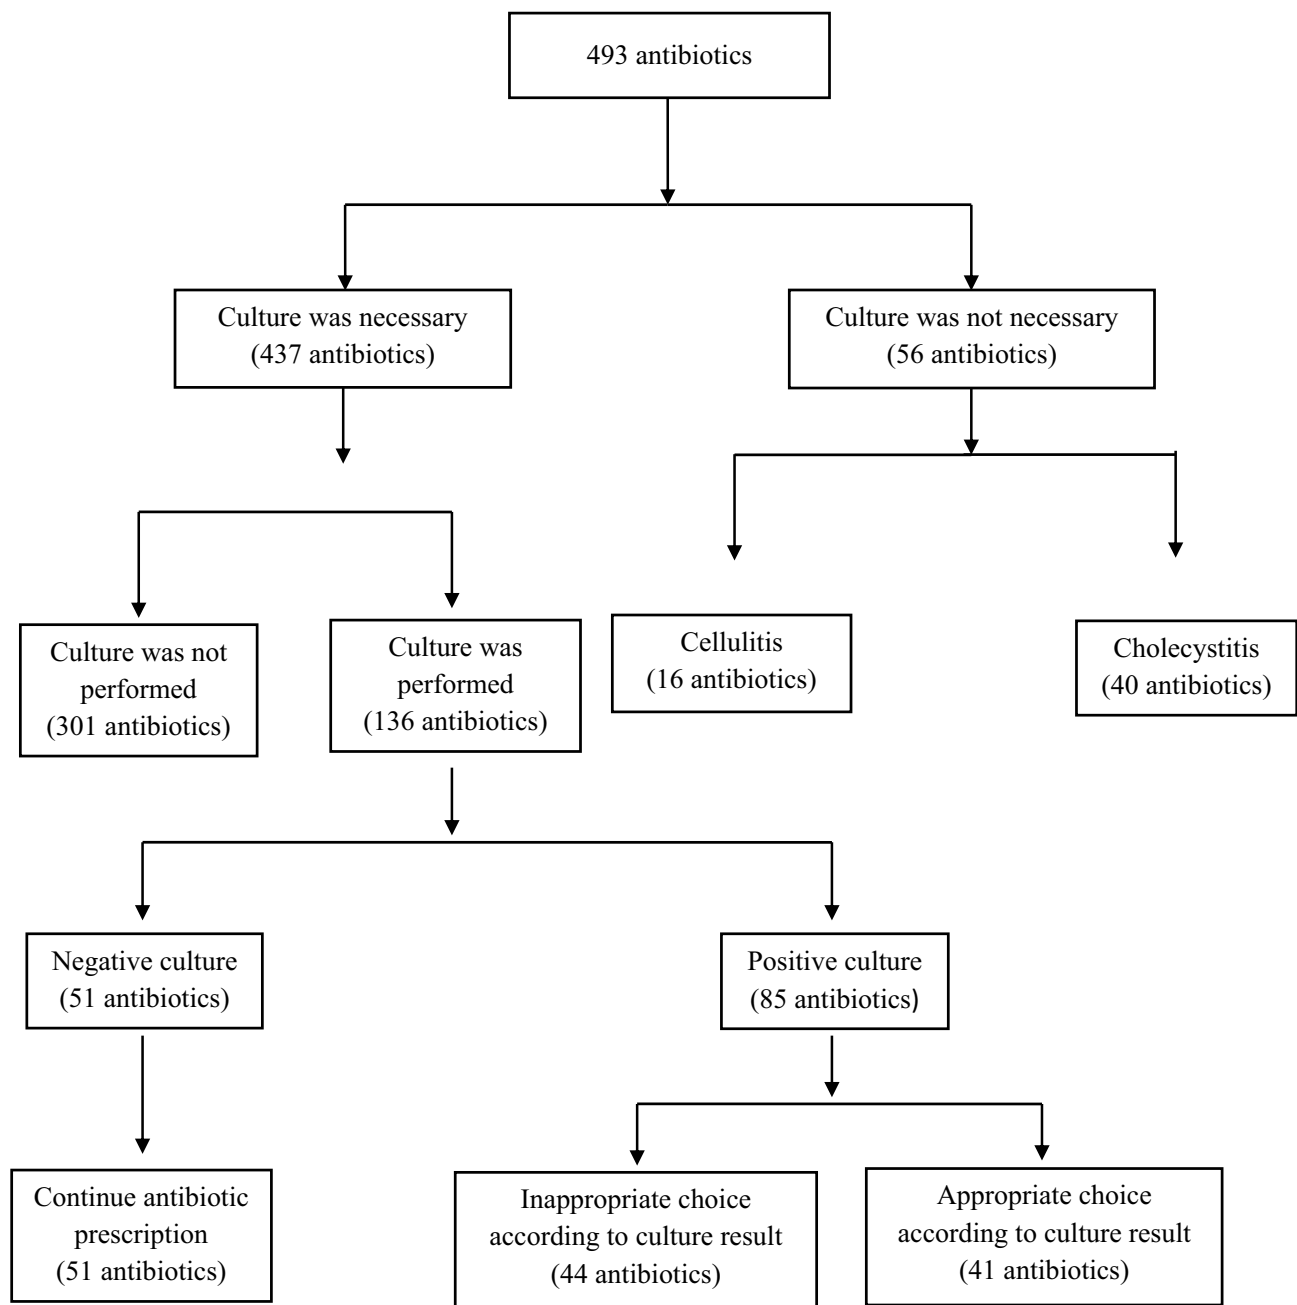 493 antibiotics
Culture was necessary
(437 antibiotics)
Culture was not necessary
(56 antibiotics)
Culture was not
performed
(301 antibiotics)
Culture was
performed
(136 antibiotics)
Cellulitis
(16 antibiotics)
Cholecystitis
(40 antibiotics)
Negative culture
(51 antibiotics)
Positive culture
(85 antibiotics)
Continue antibiotic
prescription
(51 antibiotics)
Inappropriate choice
according to culture result
(44 antibiotics)
Appropriate choice
according to culture result
(41 antibiotics)